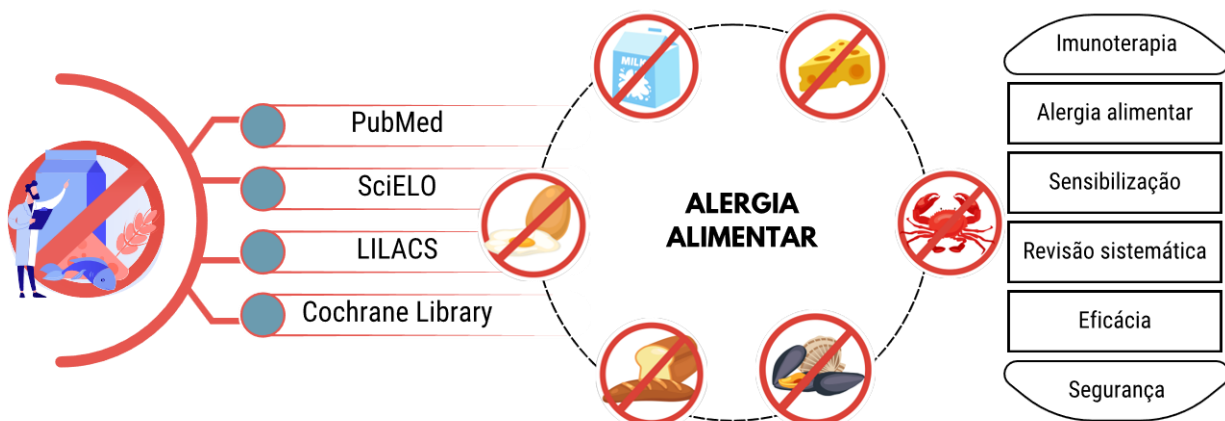 PubMed
SciELO
LILACS
Cochrane Library
MILK
ALERGIA
ALIMENTAR
Imunoterapia
Alergia alimentar
Sensibilização
Revisão sistemática
Eficácia
Segurança